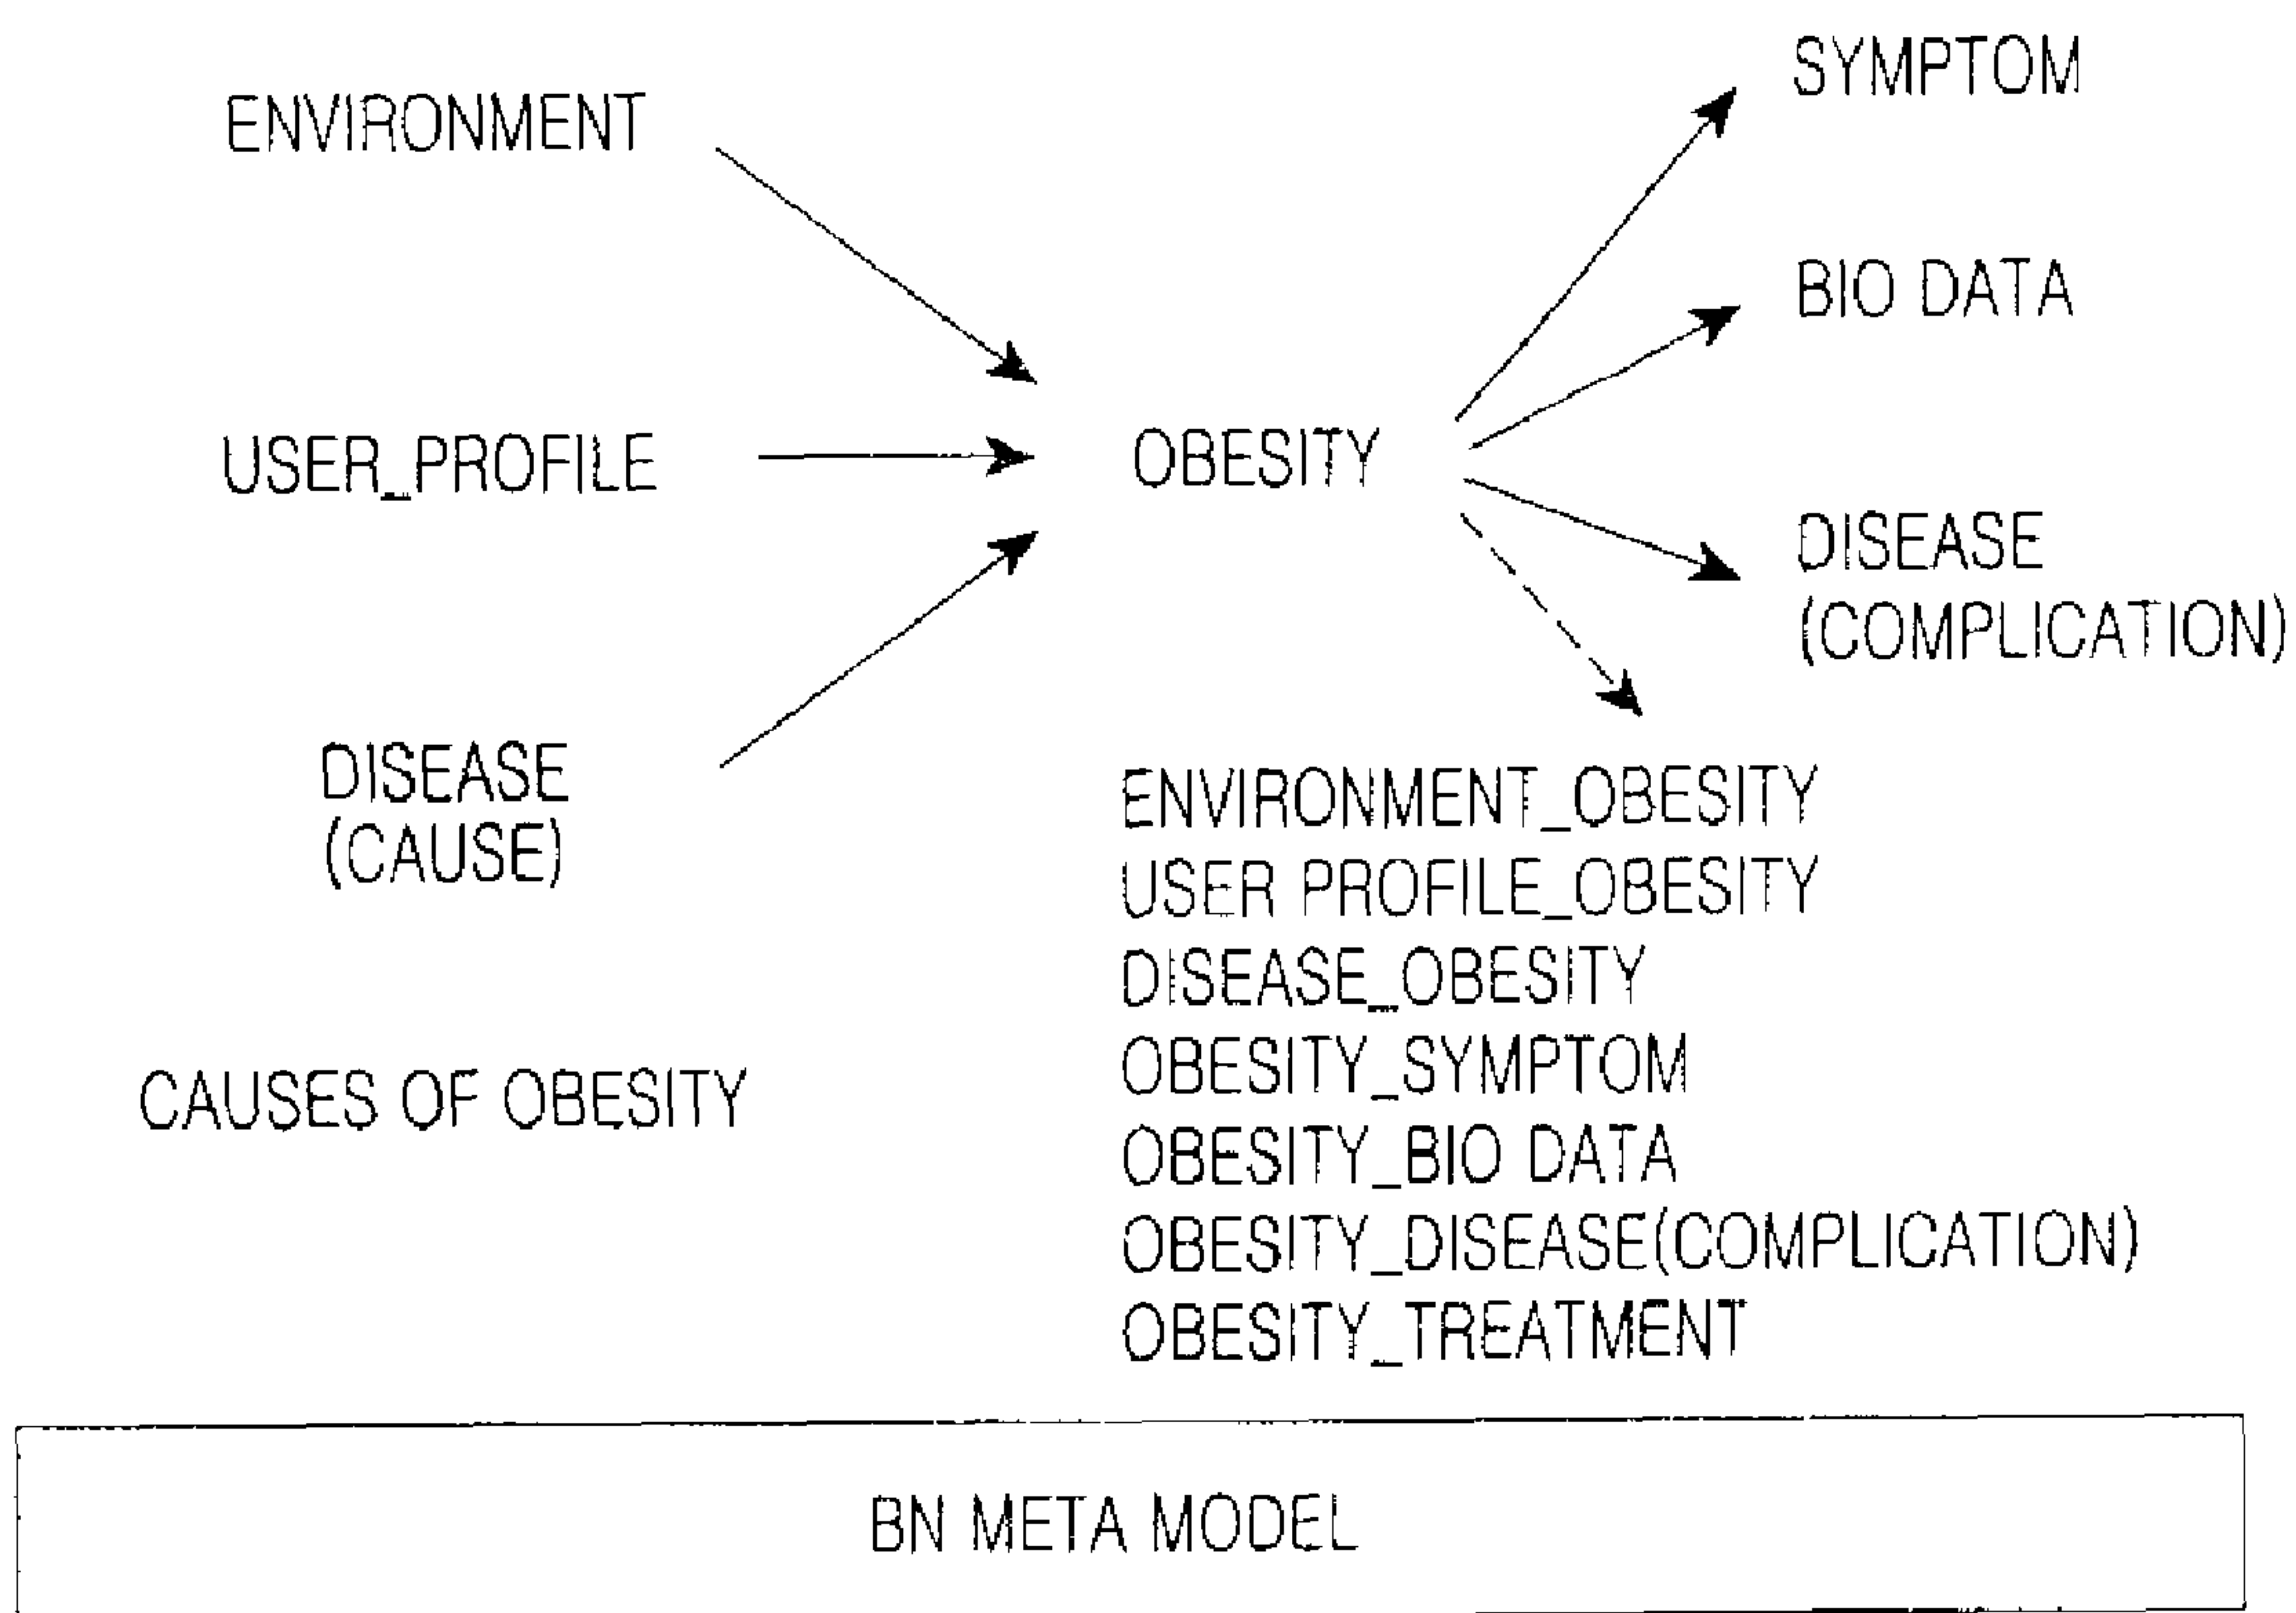 ENVIRONMENT
USER_PROFILE
DISEASE
(CAUSE)
CAUSES OF OBESITY
OBESITY
SYMPTOM
BIO DATA
DISEASE
(COMPLICATION)
ENVIRONMENT_OBESITY
USER PROFILE_OBESITY
DISEASE_OBESITY
OBESITY_SYMPTOM
OBESITY_BIO DATA
OBESITY_DISEASE(COMPLICATION)
OBESITY_TREATMENT
BN META MODEL